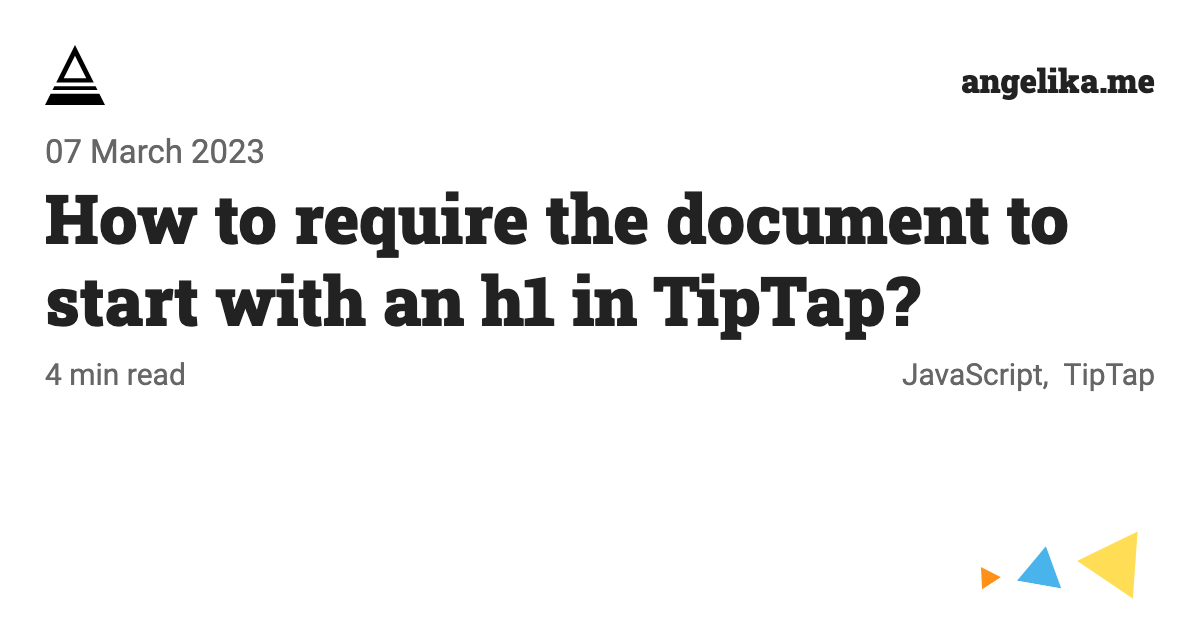 angelika.me
07 March 2023
How to require the document to
start with an h1 in TipTap?
4 min read
JavaScript, TipTap